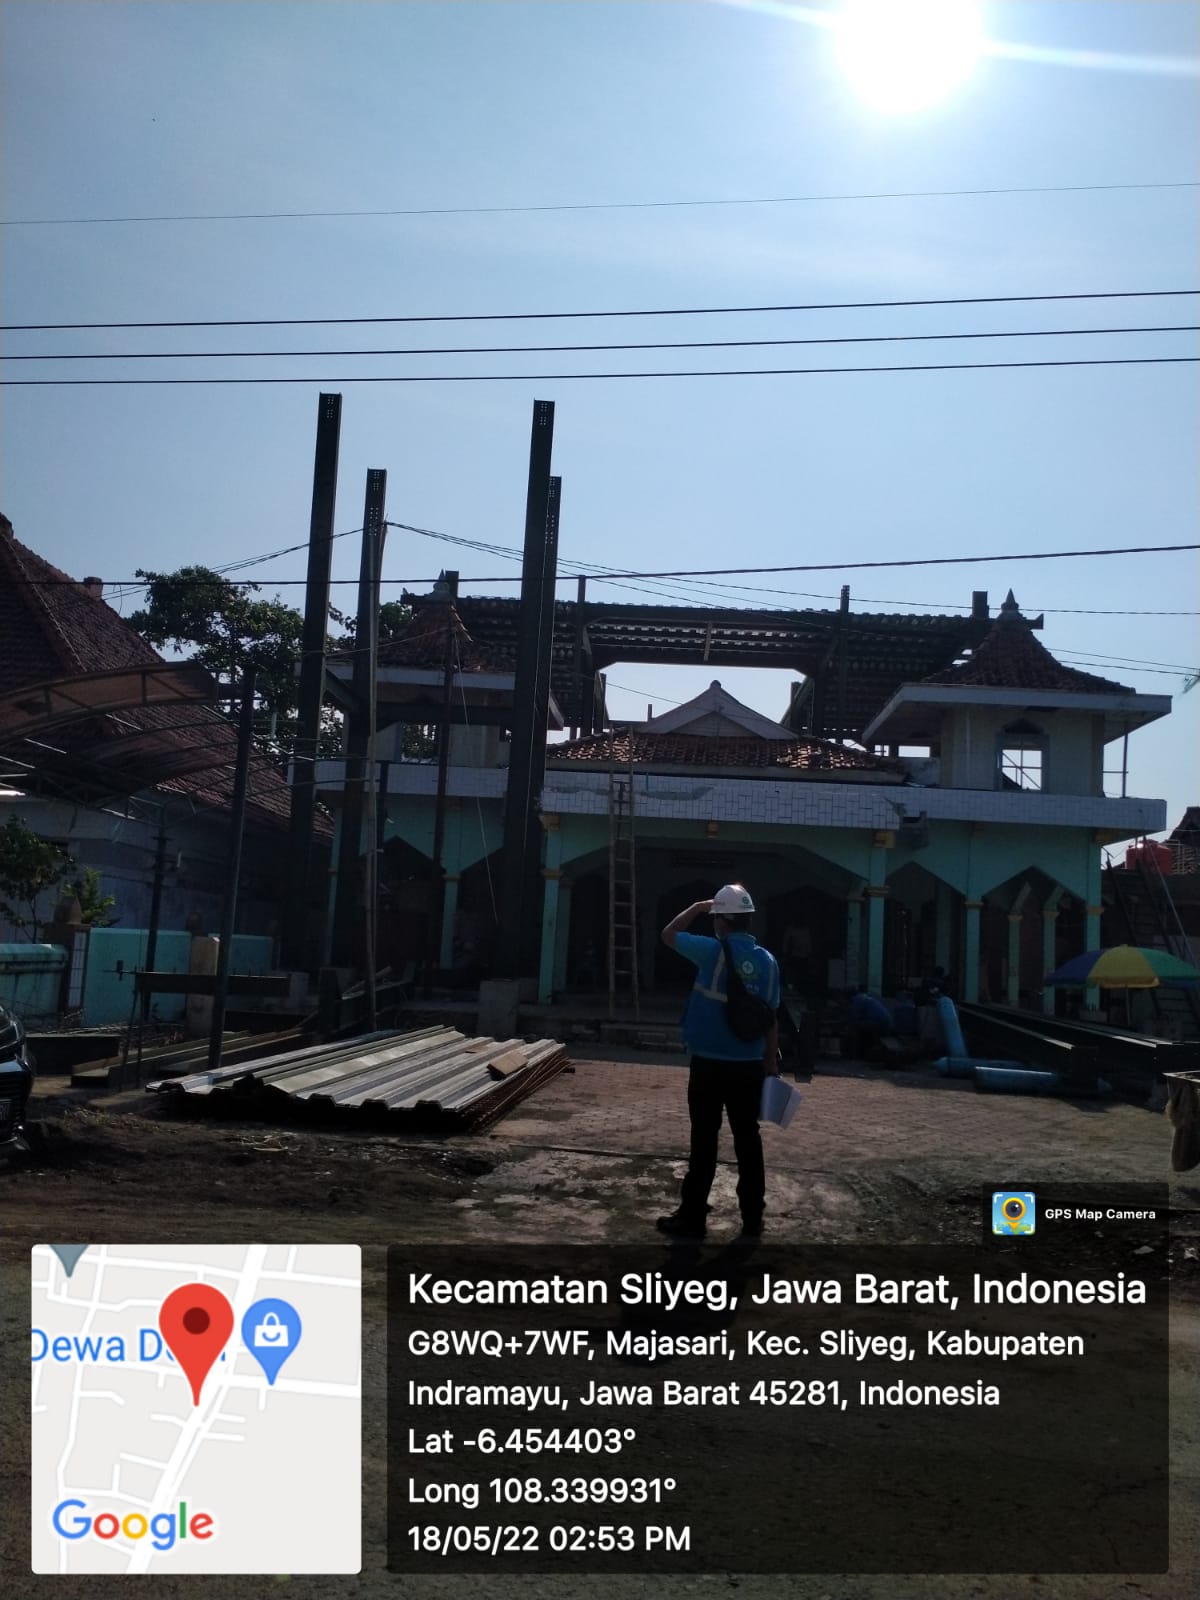 GPS Map Camera
Kecamatan Sliyeg, Jawa Barat, Indonesia
G8WQ+7WF, Majasari, Kec. Sliyeg, Kabupaten
Indramayu, Jawa Barat 45281, Indonesia
Lat -6.454403°
Long 108.339931°
18/05/22 02:53 PM
Dewa
Google